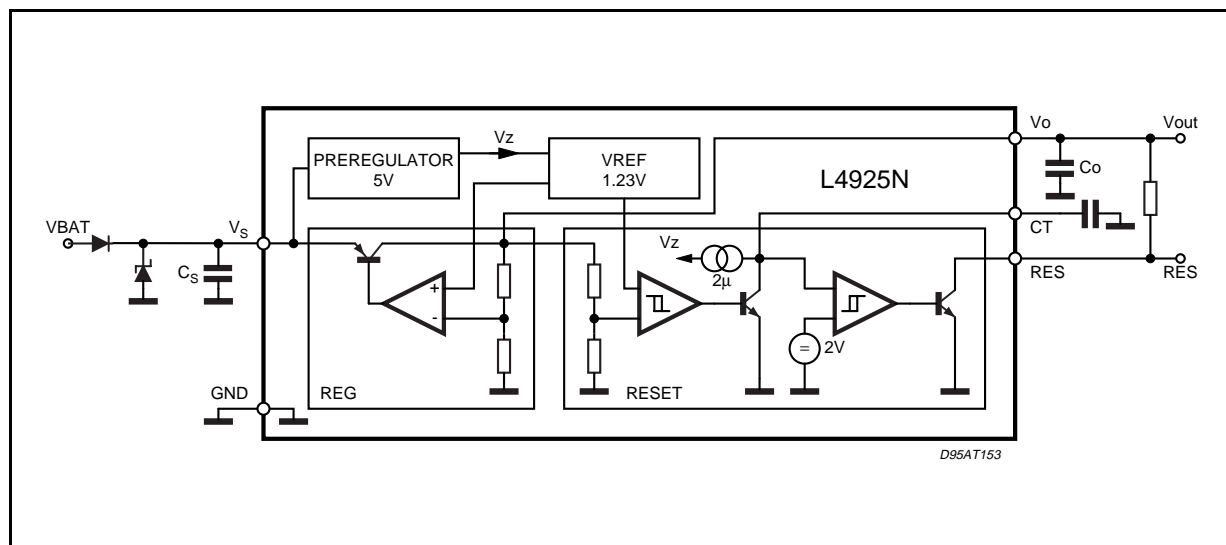 Vo
Vout
PREREGULATOR
5V
Vz
VREF
1.23V
L4925N
Co
CT
VBAT
VS
CS
+
-
REG
Vz
2µ
=
2V
RESET
RES
RES
GND
D95AT153